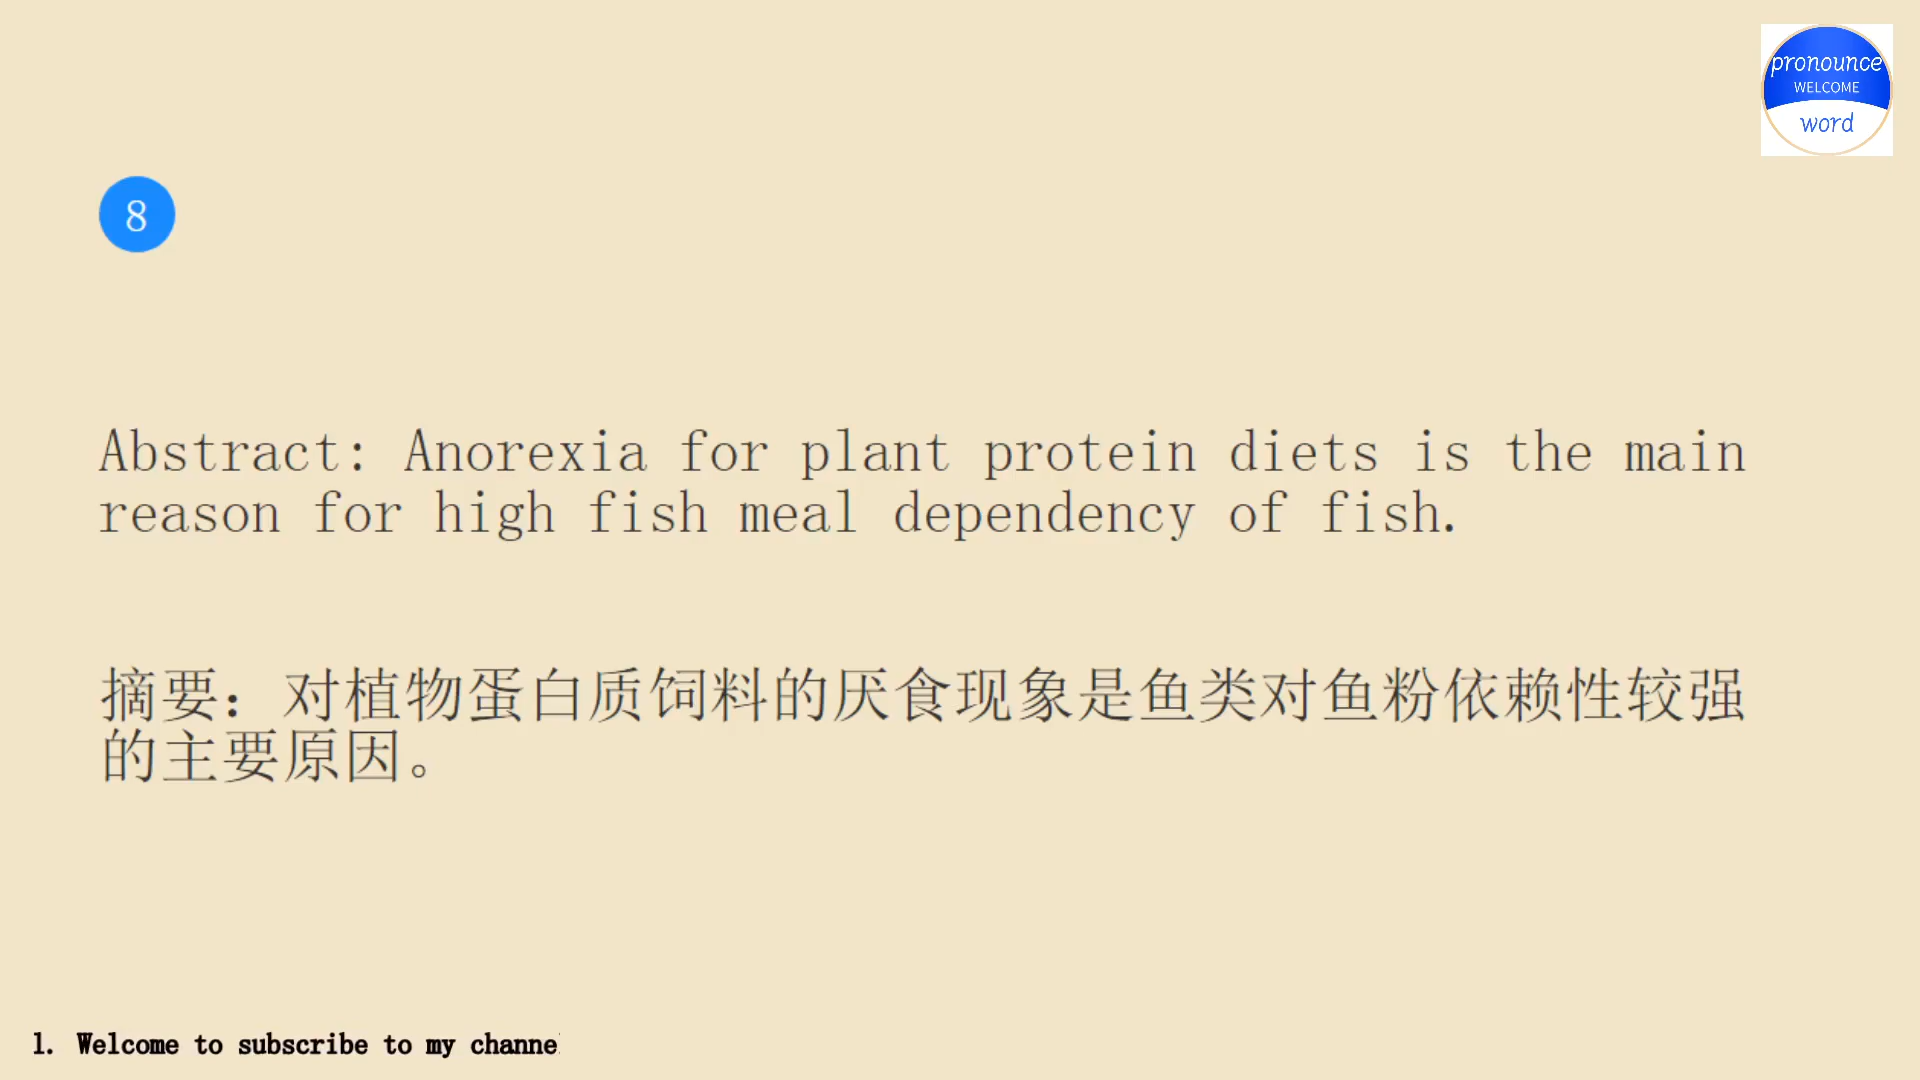 pronounce
WELCOME
word
8
Abstract: Anorexia for plant protein diets is the main
reason for high fish meal dependency of fish.
摘要：对植物蛋白质饲料的厌食现象是鱼类对鱼粉依赖性较强
的主要原因。
l. Welcome to subscribe to my channe